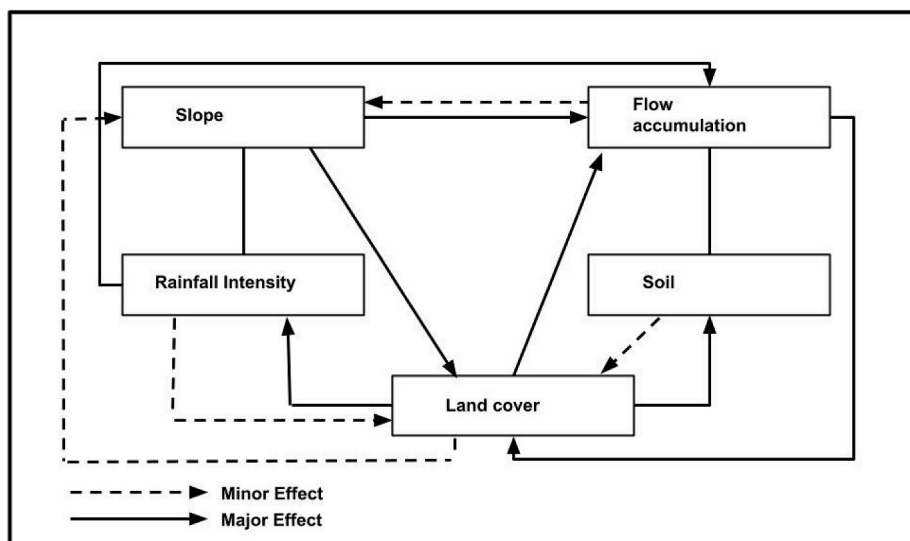 Slope
Flow
accumulation
Rainfall Intensity
Soil
Land cover
Minor Effect
Major Effect